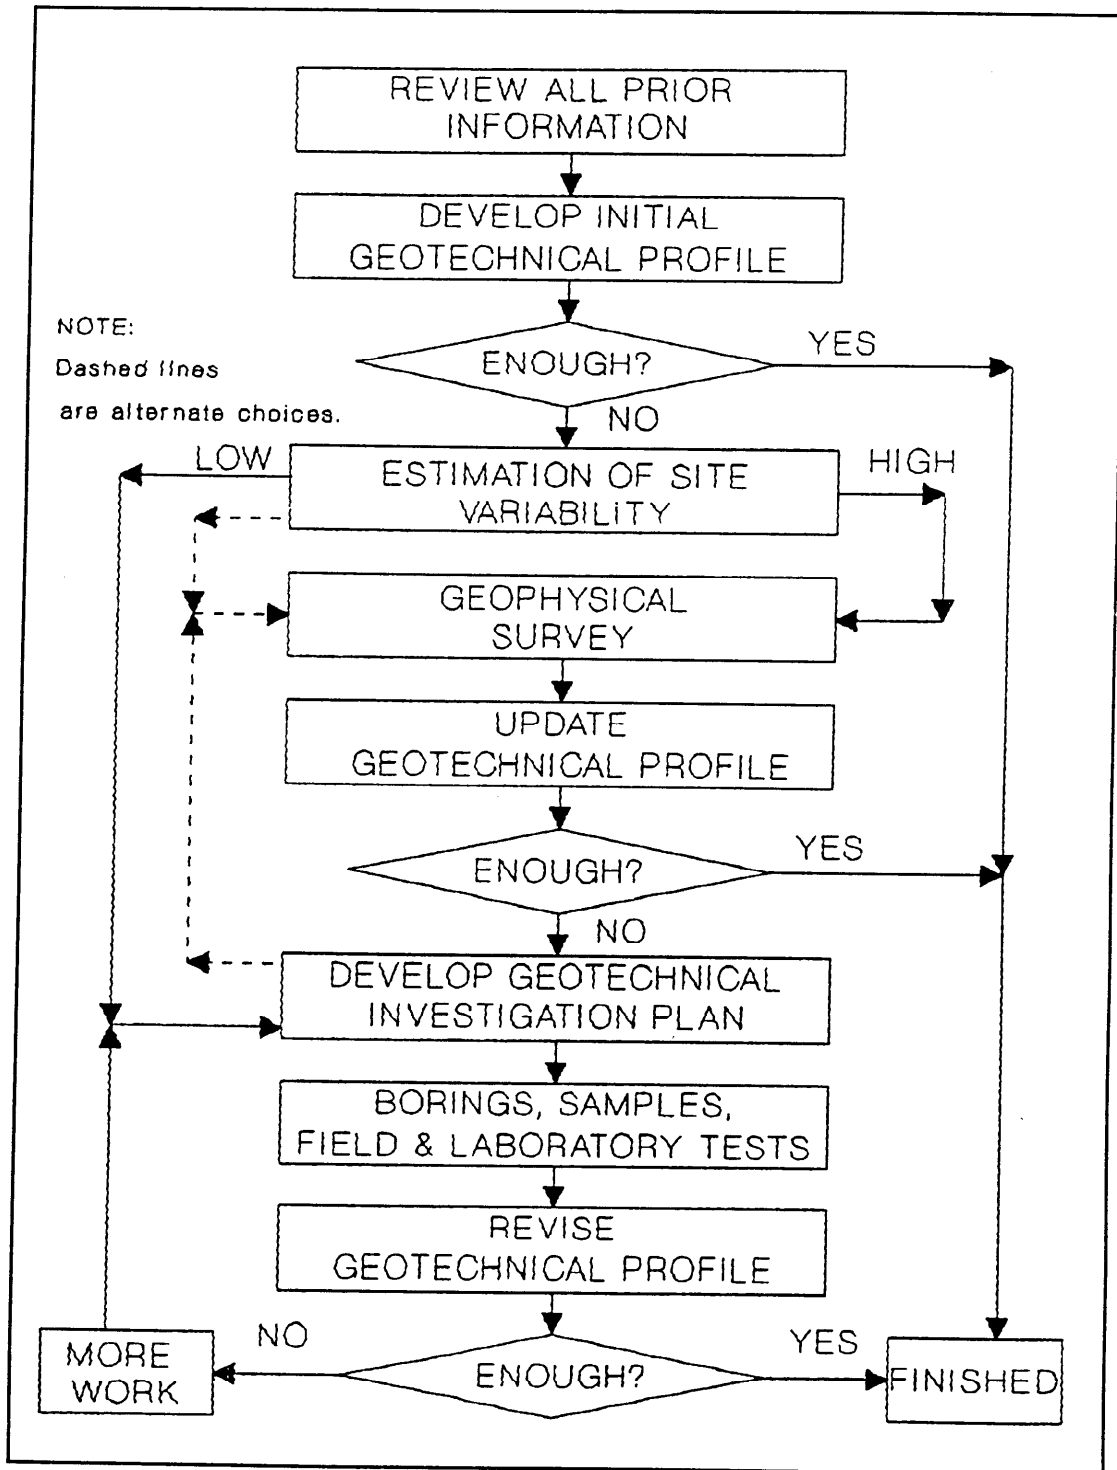 REVIEW ALL PRIOR
INFORMATION
DEVELOP INITIAL
GEOTECHNICAL PROFILE
NOTE:
Dashed lines
are alternate choices.
ENOUGH?
YES
NO
LOW
ESTIMATION OF SITE
VARIABILITY
HIGH
GEOPHYSICAL
SURVEY
UPDATE
GEOTECHNICAL PROFILE
ENOUGH?
YES
NO
DEVELOP GEOTECHNICAL
INVESTIGATION PLAN
BORINGS, SAMPLES,
FIELD & LABORATORY TESTS
REVISE
GEOTECHNICAL PROFILE
NO
ENOUGH?
YES
MORE
WORK
FINISHED